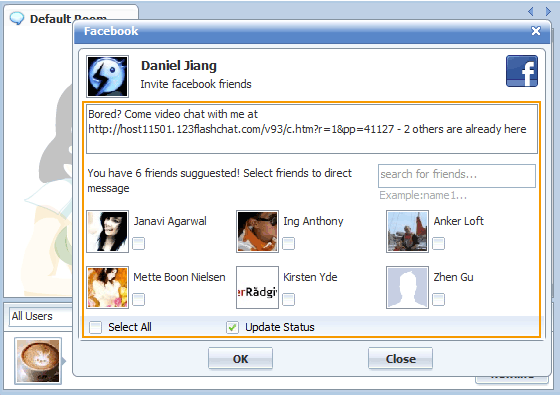 Default Room
Facebook
Daniel Jiang
Invite facebook friends
f
Bored? Come video chat with me at
http://host11501.123flashchat.com/v93/c.htm?r=1&pp=41127 - 2 others are already here
You have 6 friends sugguested! Select friends to direct
message
search for friends...
Example:name1...
Janavi Agarwal
Ing Anthony
Anker Loft
Mette Boon Nielsen
erRådgiv
Kirsten Yde
Zhen Gu
All Users
Select All
Update Status
OK
Close